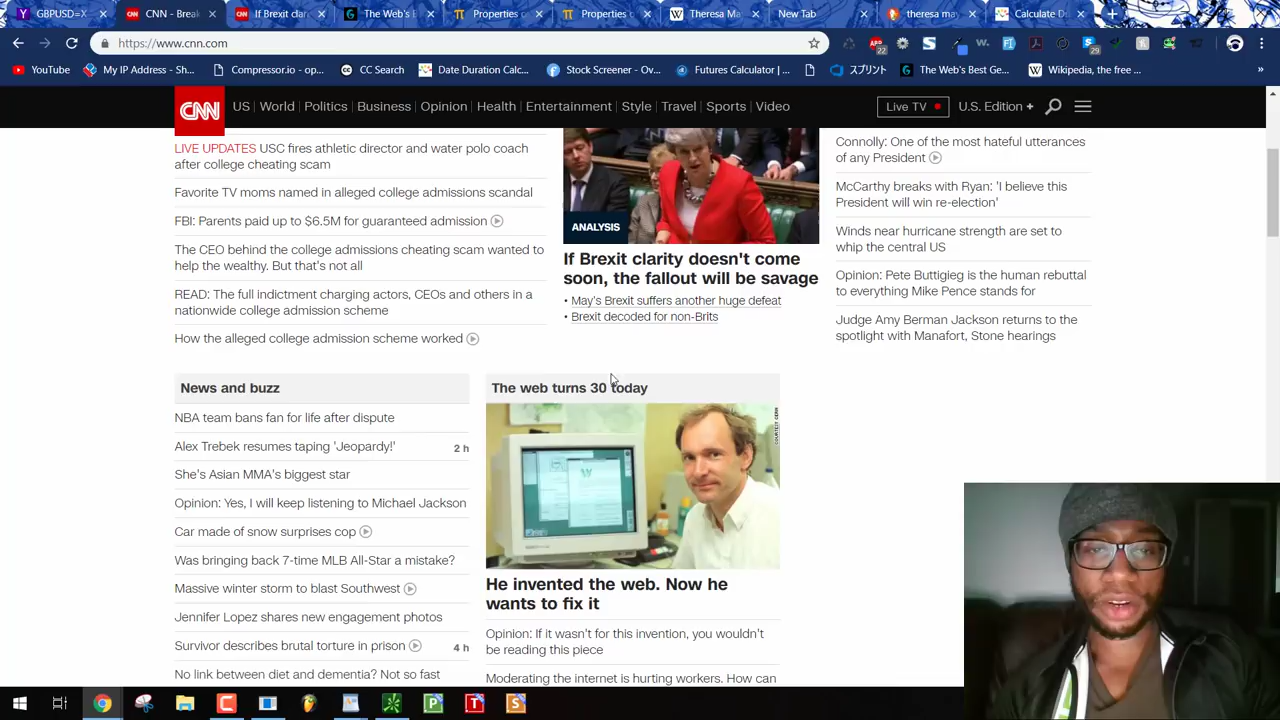 GBPUSD=X
CNN - Break
If Brexit clar
The Web's B
Properties o
Properties o
Theresa Ma
New Tab
theresa may
Calculate Du
https://www.cnn.com
22
29
YouTube
My IP Address - Sh...
Compressor.io - op...
CC Search
Date Duration Calc...
Stock Screener - Ov...
Futures Calculator |...
スプリント
The Web's Best Ge...
Wikipedia, the free ...
»
CNN
US
World
Politics
Business
Opinion
Health
Entertainment
Style
Travel
Sports
Video
Live TV
U.S. Edition +
LIVE UPDATES USC fires athletic director and water polo coach
after college cheating scam
Favorite TV moms named in alleged college admissions scandal
FBI: Parents paid up to $6.5M for guaranteed admission
The CEO behind the college admissions cheating scam wanted to
help the wealthy. But that's not all
READ: The full indictment charging actors, CEOs and others in a
nationwide college admission scheme
How the alleged college admission scheme worked
ANALYSIS
If Brexit clarity doesn't come
soon, the fallout will be savage
• May's Brexit suffers another huge defeat
• Brexit decoded for non-Brits
Connolly: One of the most hateful utterances
of any President
McCarthy breaks with Ryan: 'I believe this
President will win re-election'
Winds near hurricane strength are set to
whip the central US
Opinion: Pete Buttigieg is the human rebuttal
to everything Mike Pence stands for
Judge Amy Berman Jackson returns to the
spotlight with Manafort, Stone hearings
News and buzz
NBA team bans fan for life after dispute
Alex Trebek resumes taping 'Jeopardy!'
2 h
She's Asian MMA's biggest star
Opinion: Yes, I will keep listening to Michael Jackson
Car made of snow surprises cop
Was bringing back 7-time MLB All-Star a mistake?
Massive winter storm to blast Southwest
Jennifer Lopez shares new engagement photos
Survivor describes brutal torture in prison
4 h
No link between diet and dementia? Not so fast
The web turns 30 today
COURTESY CERN
He invented the web. Now he
wants to fix it
Opinion: If it wasn't for this invention, you wouldn't
be reading this piece
Moderating the internet is hurting workers. How can